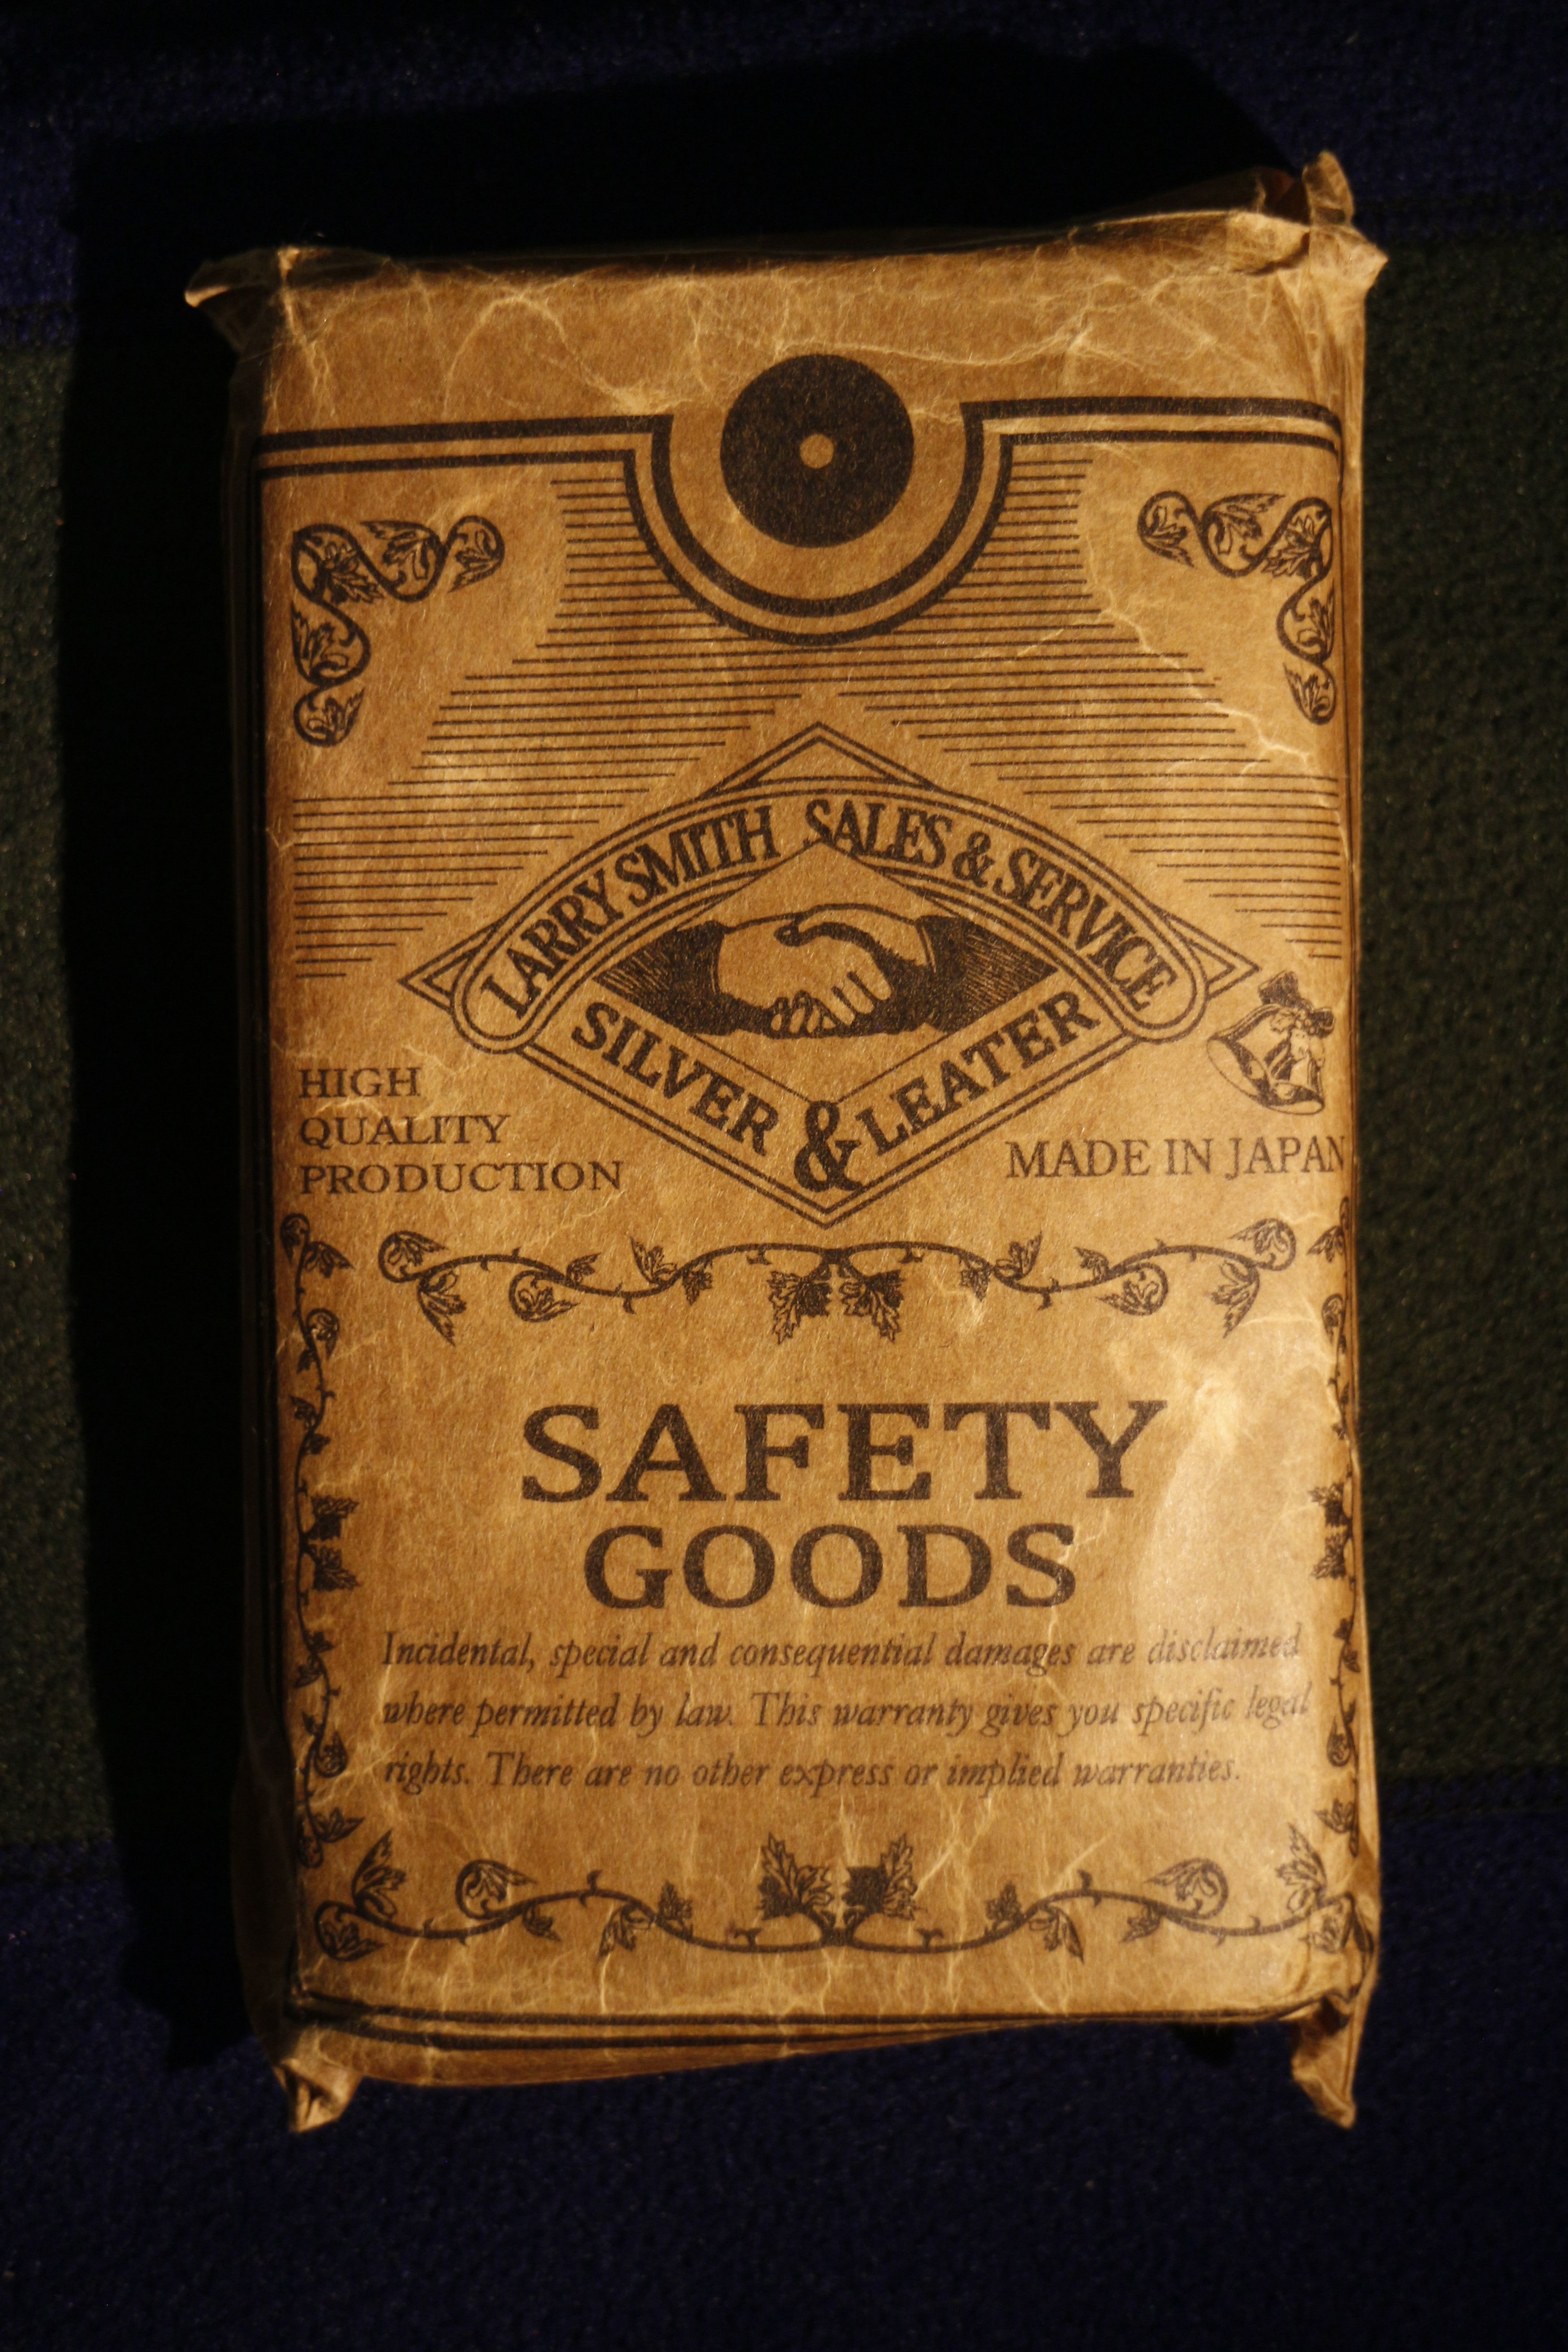 LARRY SMITH SALES & SERVICE
SILVER & LEATER
HIGH
QUALITY
PRODUCTION
MADE IN JAPAN
SAFETY
GOODS
Incidental, special and consequential damages are disclaimed
where permitted by law. This warranty gives you specific legal
rights. There are no other express or implied warranties.